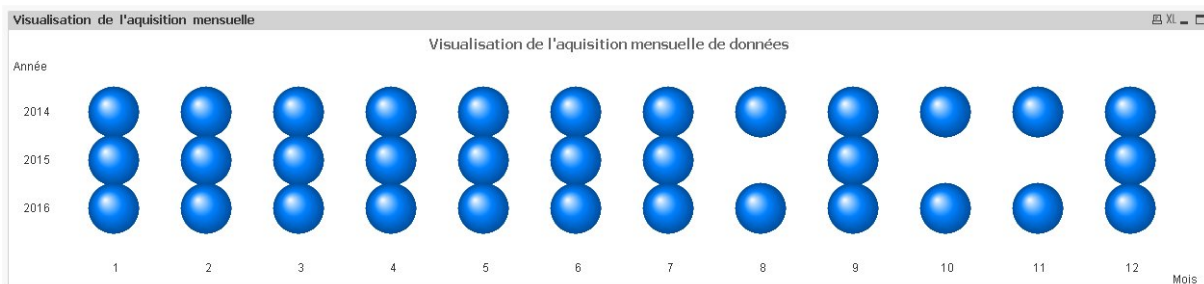 Visualisation de l'aquisition mensuelle
XL
Visualisation de l'aquisition mensuelle de données
Année
2014
2015
2016
1 2 3 4 5 6 7 8 9 10 11 12
Mois